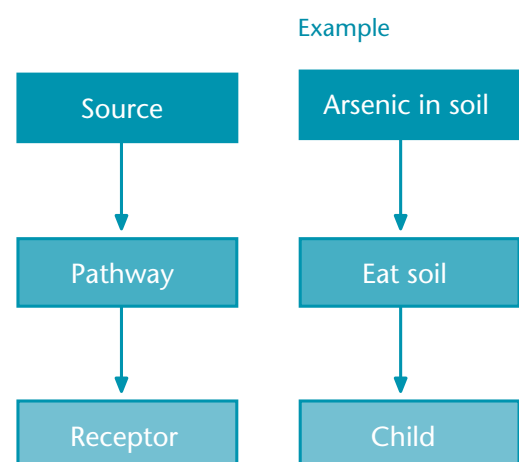 Example
Source
Arsenic in soil
Pathway
Eat soil
Receptor
Child